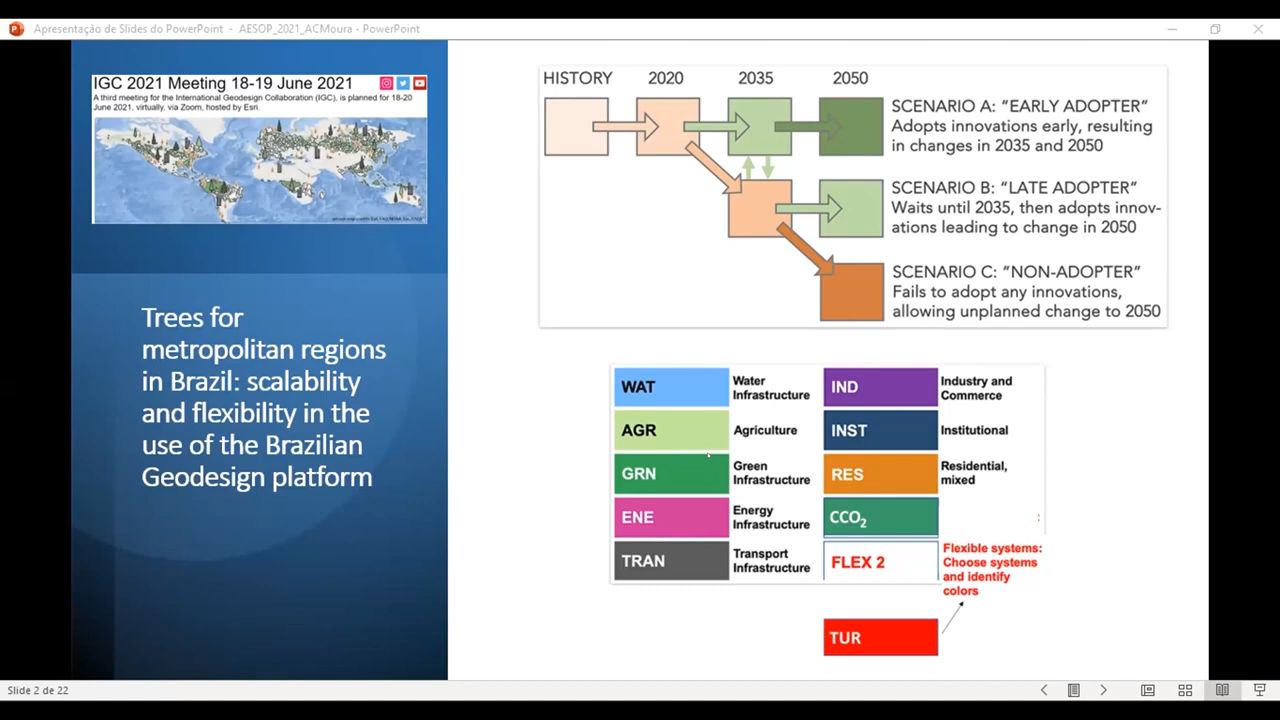 Apresentação de Slides do PowerPoint - AESOP_2021_ACMoura - PowerPoint
IGC 2021 Meeting 18-19 June 2021
A third meeting for the International Geodesign Collaboration (IGC), is planned for 18-20
June 2021, virtually, via Zoom, hosted by Esri.
Trees for
metropolitan regions
in Brazil: scalability
and flexibility in the
use of the Brazilian
Geodesign platform
HISTORY 2020 2035 2050
SCENARIO A: “EARLY ADOPTER”
Adopts innovations early, resulting
in changes in 2035 and 2050
SCENARIO B: “LATE ADOPTER”
Waits until 2035, then adopts innov-
ations leading to change in 2050
SCENARIO C: “NON-ADOPTER”
Fails to adopt any innovations,
allowing unplanned change to 2050
WAT
Water
Infrastructure
AGR
Agriculture
GRN
Green
Infrastructure
ENE
Energy
Infrastructure
TRAN
Transport
Infrastructure
IND
Industry and
Commerce
INST
Institutional
RES
Residential,
mixed
CCO₂
FLEX 2
Flexible systems:
Choose systems
and identify
colors
TUR
Slide 2 de 22